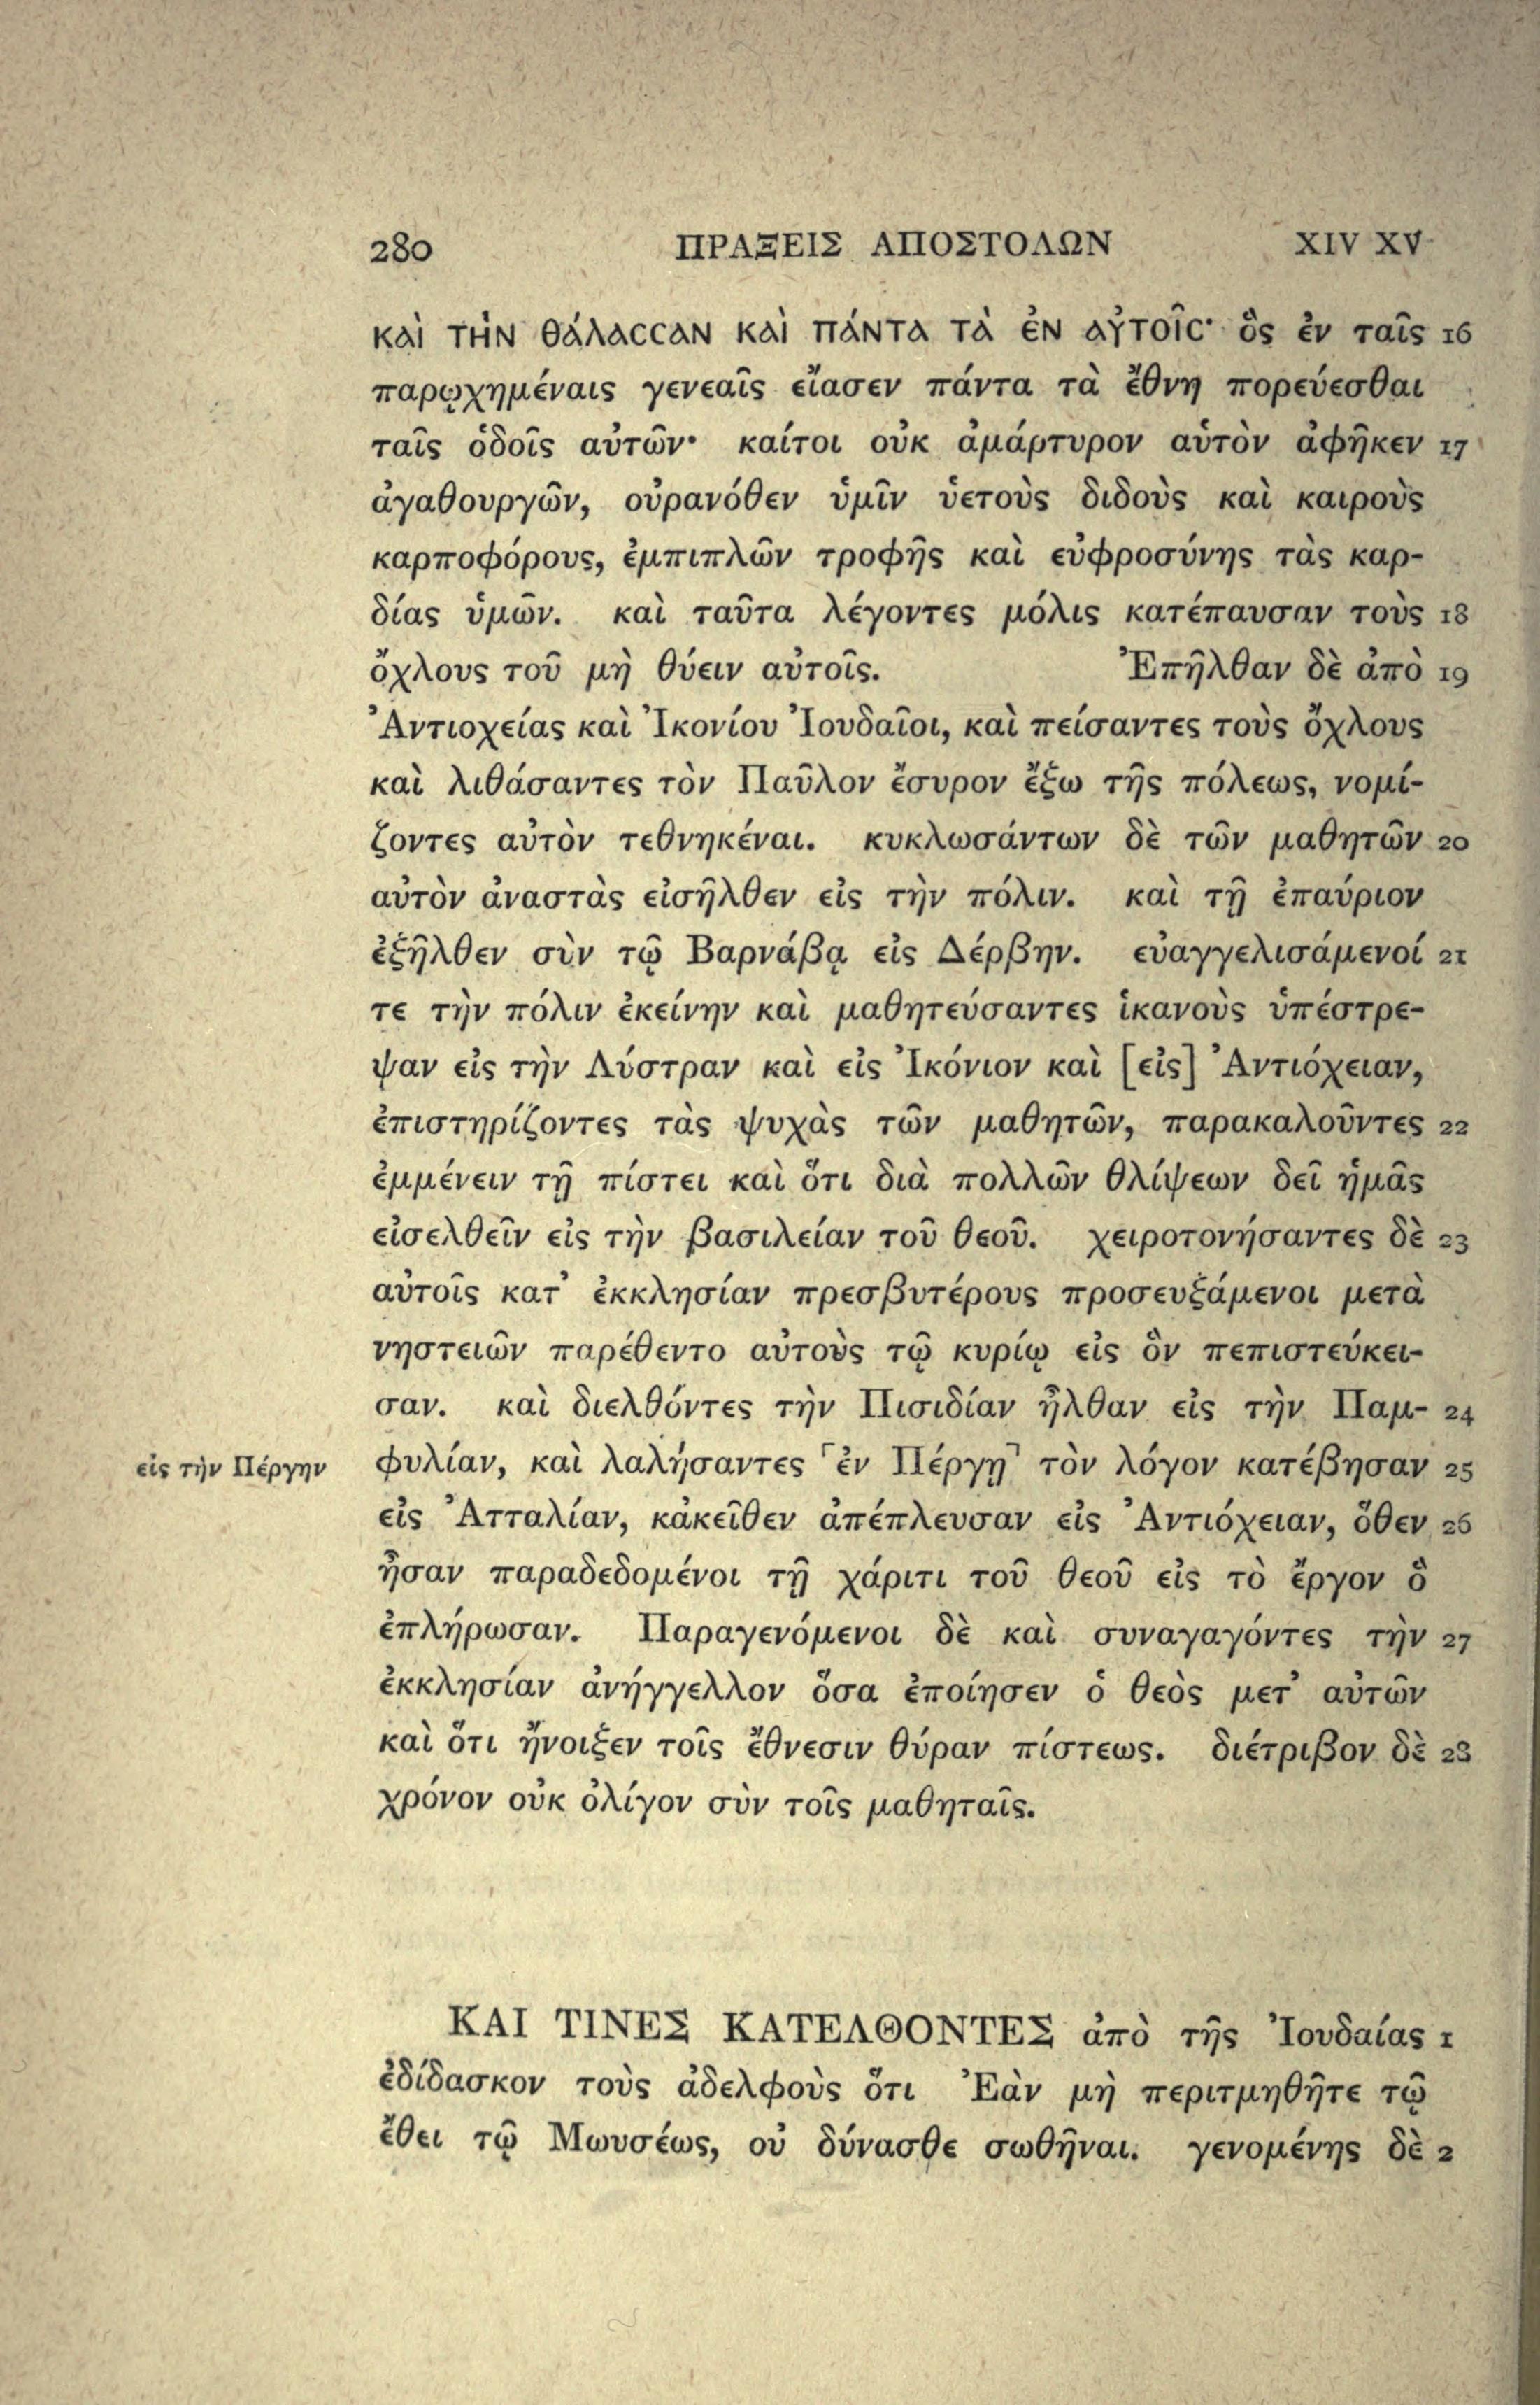 280 ΠΡΑΞΕΙΣ ΑΠΟΣΤΟΛΩΝ XIV XV
καὶ τὴν θάλασσαν καὶ πάντα τὰ ἐν αὐτοῖς· ὃς ἐν ταῖς 16
παρῳχημέναις γενεαῖς εἴασεν πάντα τὰ ἔθνη πορεύεσθαι
ταῖς ὁδοῖς αὐτῶν· καίτοι οὐκ ἀμάρτυρον αὑτὸν ἀφῆκεν 17
ἀγαθουργῶν, οὐρανόθεν ὑμῖν ὑετοὺς διδοὺς καὶ καιροὺς
καρποφόρους, ἐμπιπλῶν τροφῆς καὶ εὐφροσύνης τὰς καρ-
δίας ὑμῶν. καὶ ταῦτα λέγοντες μόλις κατέπαυσαν τοὺς 18
ὄχλους τοῦ μὴ θύειν αὐτοῖς. Ἐπῆλθαν δὲ ἀπὸ 19
Ἀντιοχείας καὶ Ἰκονίου Ἰουδαῖοι, καὶ πείσαντες τοὺς ὄχλους
καὶ λιθάσαντες τὸν Παῦλον ἔσυρον ἔξω τῆς πόλεως, νομί-
ζοντες αὐτὸν τεθνηκέναι. κυκλωσάντων δὲ τῶν μαθητῶν 20
αὐτὸν ἀναστὰς εἰσῆλθεν εἰς τὴν πόλιν. καὶ τῇ ἐπαύριον
ἐξῆλθεν σὺν τῷ Βαρνάβᾳ εἰς Δέρβην. εὐαγγελισάμενοί 21
τε τὴν πόλιν ἐκείνην καὶ μαθητεύσαντες ἱκανοὺς ὑπέστρε-
ψαν εἰς τὴν Λύστραν καὶ εἰς Ἰκόνιον καὶ [εἰς] Ἀντιόχειαν,
ἐπιστηρίζοντες τὰς ψυχὰς τῶν μαθητῶν, παρακαλοῦντες 22
ἐμμένειν τῇ πίστει καὶ ὅτι διὰ πολλῶν θλίψεων δεῖ ἡμᾶς
εἰσελθεῖν εἰς τὴν βασιλείαν τοῦ θεοῦ. χειροτονήσαντες δὲ 23
αὐτοῖς κατ᾽ ἐκκλησίαν πρεσβυτέρους προσευξάμενοι μετὰ
νηστειῶν παρέθεντο αὐτοὺς τῷ κυρίῳ εἰς ὃν πεπιστεύκει-
σαν. καὶ διελθόντες τὴν Πισιδίαν ἦλθαν εἰς τὴν Παμ- 24
εἰς τὴν Πέργην φυλίαν, καὶ λαλήσαντες ⌜ἐν Πέργῃ⌝ τὸν λόγον κατέβησαν 25
εἰς Ἀτταλίαν, κἀκεῖθεν ἀπέπλευσαν εἰς Ἀντιόχειαν, ὅθεν 26
ἦσαν παραδεδομένοι τῇ χάριτι τοῦ θεοῦ εἰς τὸ ἔργον ὃ
ἐπλήρωσαν. Παραγενόμενοι δὲ καὶ συναγαγόντες τὴν 27
ἐκκλησίαν ἀνήγγελλον ὅσα ἐποίησεν ὁ θεὸς μετ᾽ αὐτῶν
καὶ ὅτι ἤνοιξεν τοῖς ἔθνεσιν θύραν πίστεως. διέτριβον δὲ 28
χρόνον οὐκ ὀλίγον σὺν τοῖς μαθηταῖς.
ΚΑΙ ΤΙΝΕΣ ΚΑΤΕΛΘΟΝΤΕΣ ἀπὸ τῆς Ἰουδαίας 1
ἐδίδασκον τοὺς ἀδελφοὺς ὅτι Ἐὰν μὴ περιτμηθῆτε τῷ
ἔθει τῷ Μωυσέως, οὐ δύνασθε σωθῆναι. γενομένης δὲ 2